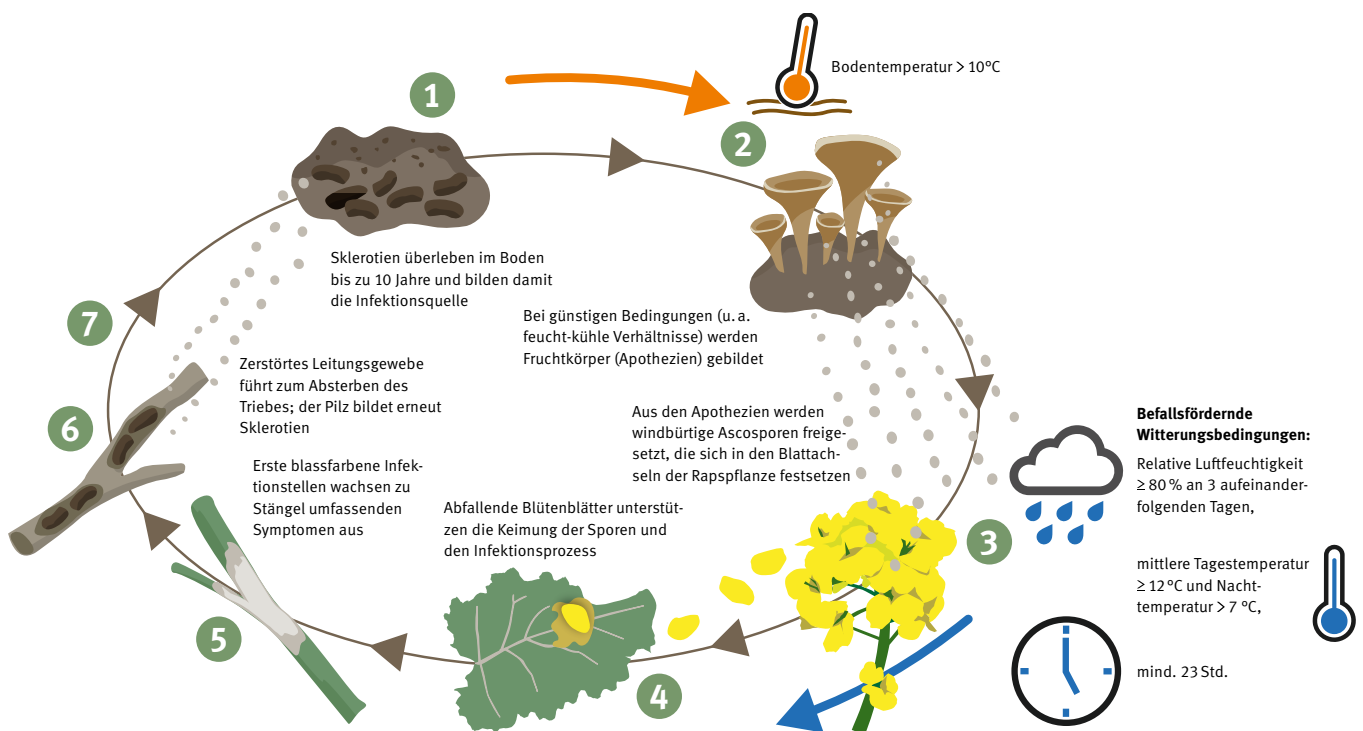 Bodentemperatur > 10°C
1
2
Sklerotien überleben im Boden
bis zu 10 Jahre und bilden damit
die Infektionsquelle
Bei günstigen Bedingungen (u. a.
feucht-kühle Verhältnisse) werden
Fruchtkörper (Apothezien) gebildet
7
Zerstörtes Leitungsgewebe
führt zum Absterben des
Triebes; der Pilz bildet erneut
Sklerotien
6
Aus den Apothezien werden
windbürtige Ascosporen freige-
setzt, die sich in den Blattach-
seln der Rapspflanze festsetzen
Befallsfördernde
Witterungsbedingungen:
Relative Luftfeuchtigkeit
≥ 80 % an 3 aufeinander-
folgenden Tagen,
Erste blassfarbene Infek-
tionstellen wachsen zu
Stängel umfassenden
Symptomen aus
Abfallende Blütenblätter unterstüt-
zen die Keimung der Sporen und
den Infektionsprozess
3
mittlere Tagestemperatur
≥ 12 °C und Nacht-
temperatur > 7 °C,
5
4
mind. 23 Std.